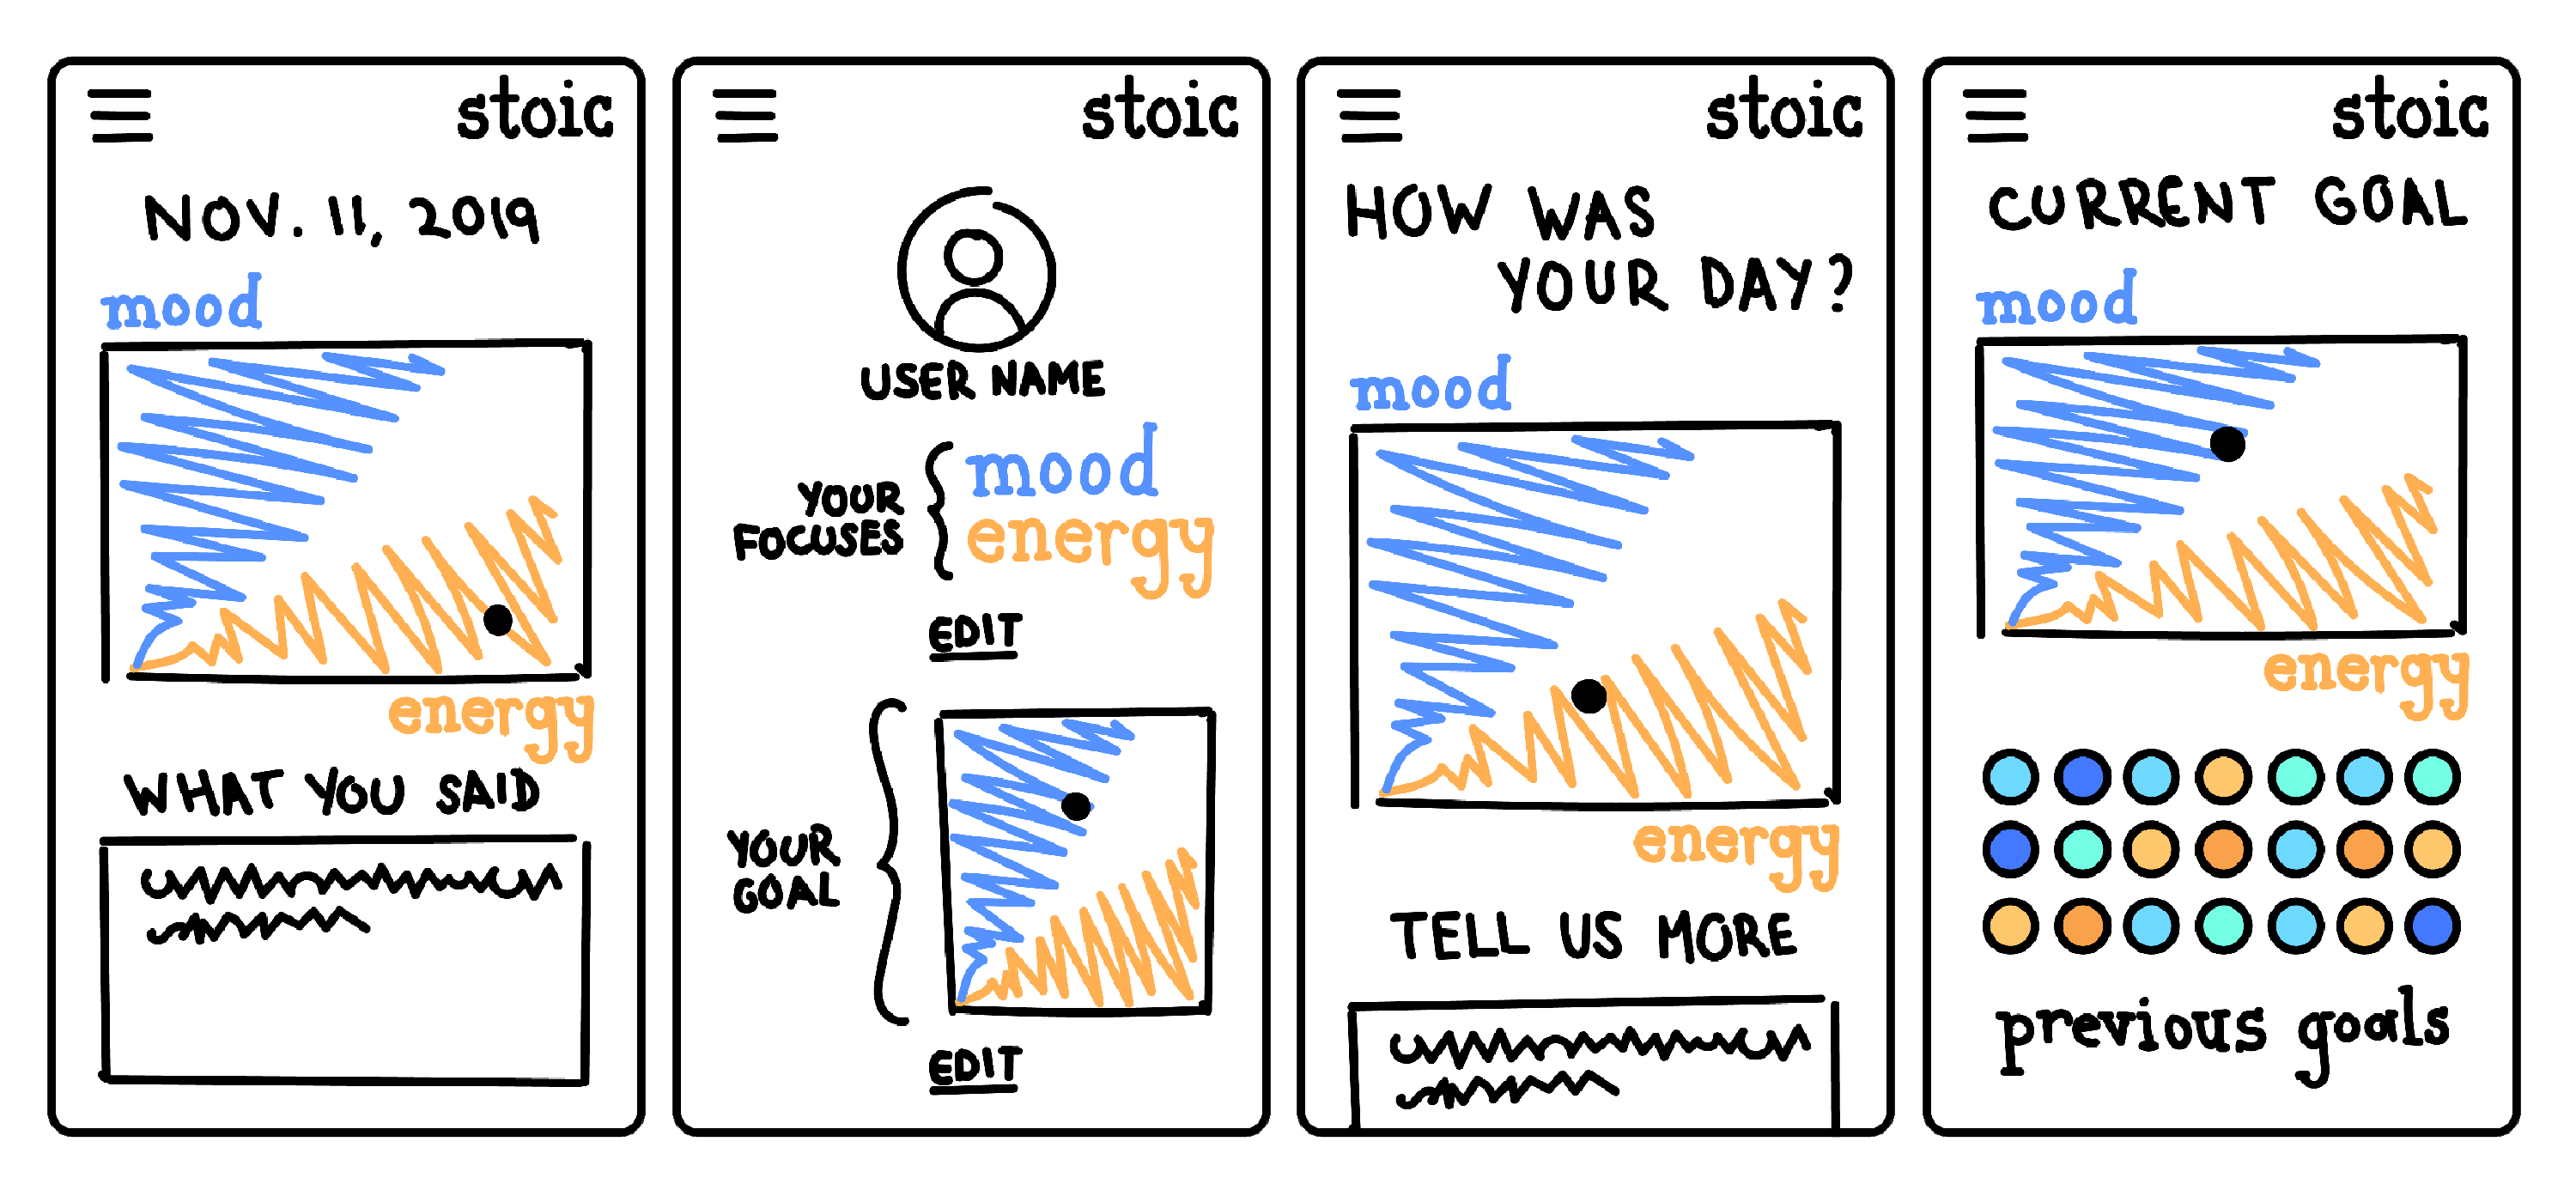 stoic
NOV. 11, 2019
mood
energy
WHAT YOU SAID
stoic
USER NAME
YOUR
FOCUSES
mood
energy
EDIT
YOUR
GOAL
EDIT
stoic
HOW WAS
YOUR DAY?
mood
energy
TELL US MORE
stoic
CURRENT GOAL
mood
energy
previous goals